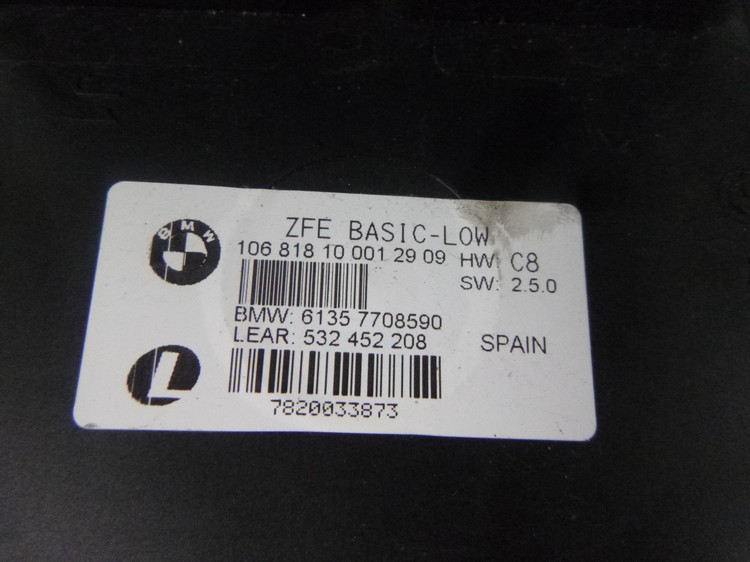 BMW
ZFE BASIC-LOW
106 818 10 001 29 09 HW: C8
SW: 2.5.0
BMW: 6135 7708590
LEAR: 532 452 208 SPAIN
L
7820033873